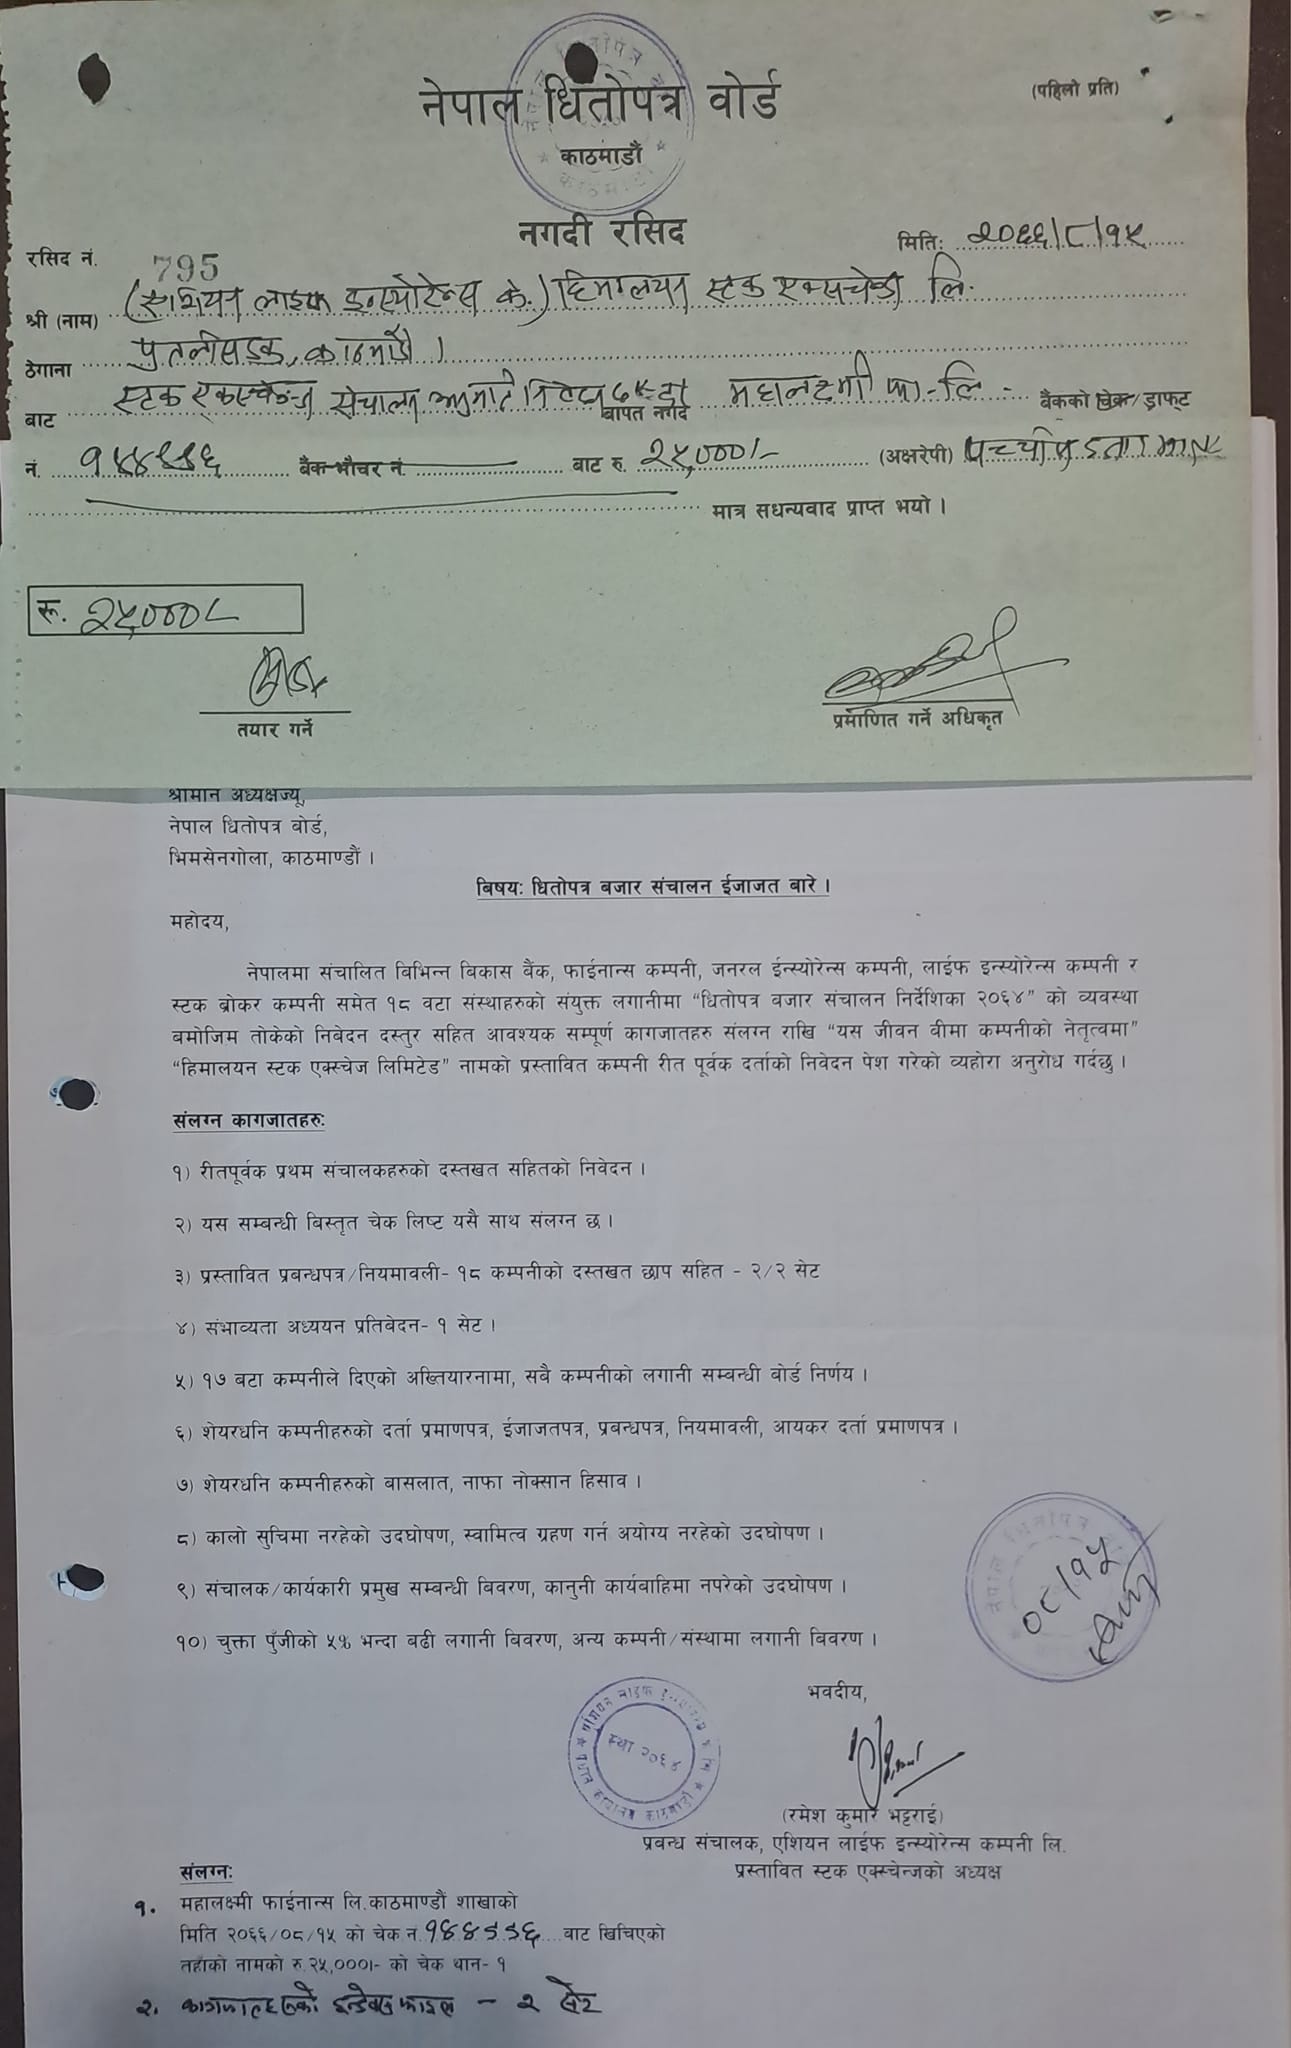 नेपाल धितोपत्र वोर्ड
(पहिलो प्रति)
काठमाडौं
नगदी रसिद
मितिः २०६६/८/१५
रसिद नं. 795
श्री (नाम) (एशियन लाइफ इन्स्योरेन्स कं.) हिमालयन स्टक एक्सचेन्ज लि.
ठेगाना पुतलीसडक, काठमाडौं ।
बाट स्टक एक्सचेन्ज संचालन अनुमति निवेदन दस्तुर बापत नगद महालक्ष्मी फा. लि. बैंकको चेक/ड्राफ्ट
नं. १४४९९६ बैंक भौचर नं. बाट रु. २५,०००/- (अक्षरेपी) पच्चीस हजार मात्र
मात्र सधन्यवाद प्राप्त भयो ।
रू. २५,०००/-
तयार गर्ने
प्रमाणित गर्ने अधिकृत
श्रीमान अध्यक्षज्यू,
नेपाल धितोपत्र बोर्ड,
भिमसेनगोला, काठमाण्डौं ।
बिषयः धितोपत्र बजार संचालन ईजाजत बारे ।
महोदय,
नेपालमा संचालित बिभिन्न बिकास बैंक, फाईनान्स कम्पनी, जनरल ईन्स्योरेन्स कम्पनी, लाईफ इन्स्योरेन्स कम्पनी र
स्टक ब्रोकर कम्पनी समेत १८ वटा संस्थाहरुको संयुक्त लगानीमा “धितोपत्र बजार संचालन निर्देशिका २०६४” को व्यवस्था
बमोजिम तोकेको निबेदन दस्तुर सहित आवश्यक सम्पूर्ण कागजातहरु संलग्न राखि “यस जीवन बीमा कम्पनीको नेतृत्वमा”
“हिमालयन स्टक एक्स्चेज लिमिटेड” नामको प्रस्तावित कम्पनी रीत पूर्वक दर्ताको निवेदन पेश गरेको व्यहोरा अनुरोध गर्दछु ।
संलग्न कागजातहरुः
१) रीतपूर्वक प्रथम संचालकहरुको दस्तखत सहितको निवेदन ।
२) यस सम्बन्धी बिस्तृत चेक लिष्ट यसै साथ संलग्न छ ।
३) प्रस्तावित प्रबन्धपत्र/नियमावली- १८ कम्पनीको दस्तखत छाप सहित - २/२ सेट
४) संभाव्यता अध्ययन प्रतिबेदन- १ सेट ।
५) १७ बटा कम्पनीले दिएको अख्तियारनामा, सबै कम्पनीको लगानी सम्बन्धी बोर्ड निर्णय ।
६) शेयरधनि कम्पनीहरुको दर्ता प्रमाणपत्र, ईजाजतपत्र, प्रबन्धपत्र, नियमावली, आयकर दर्ता प्रमाणपत्र ।
७) शेयरधनि कम्पनीहरुको बासलात, नाफा नोक्सान हिसाव ।
८) कालो सुचिमा नरहेको उदघोषण, स्वामित्व ग्रहण गर्न अयोग्य नरहेको उदघोषण ।
९) संचालक/कार्यकारी प्रमुख सम्बन्धी बिवरण, कानुनी कार्यबाहिमा नपरेको उदघोषण ।
१०) चुक्ता पुँजीको ५% भन्दा बढी लगानी बिवरण, अन्य कम्पनी/संस्थामा लगानी बिवरण ।
०८/१५
भवदीय,
स्था २०६४
(रमेश कुमार भट्टराई)
प्रबन्ध संचालक, एशियन लाईफ इन्स्योरेन्स कम्पनी लि.
प्रस्तावित स्टक एक्स्चेन्जको अध्यक्ष
संलग्नः
१. महालक्ष्मी फाईनान्स लि.काठमाण्डौं शाखाको
मिति २०६६/०८/१५ को चेक नं १४४९९६ बाट खिचिएको
तहाँको नामको रु.२५,०००।- को चेक थान- १
२. कागजातहरुको इन्डेक्स फाइल - २ सेट